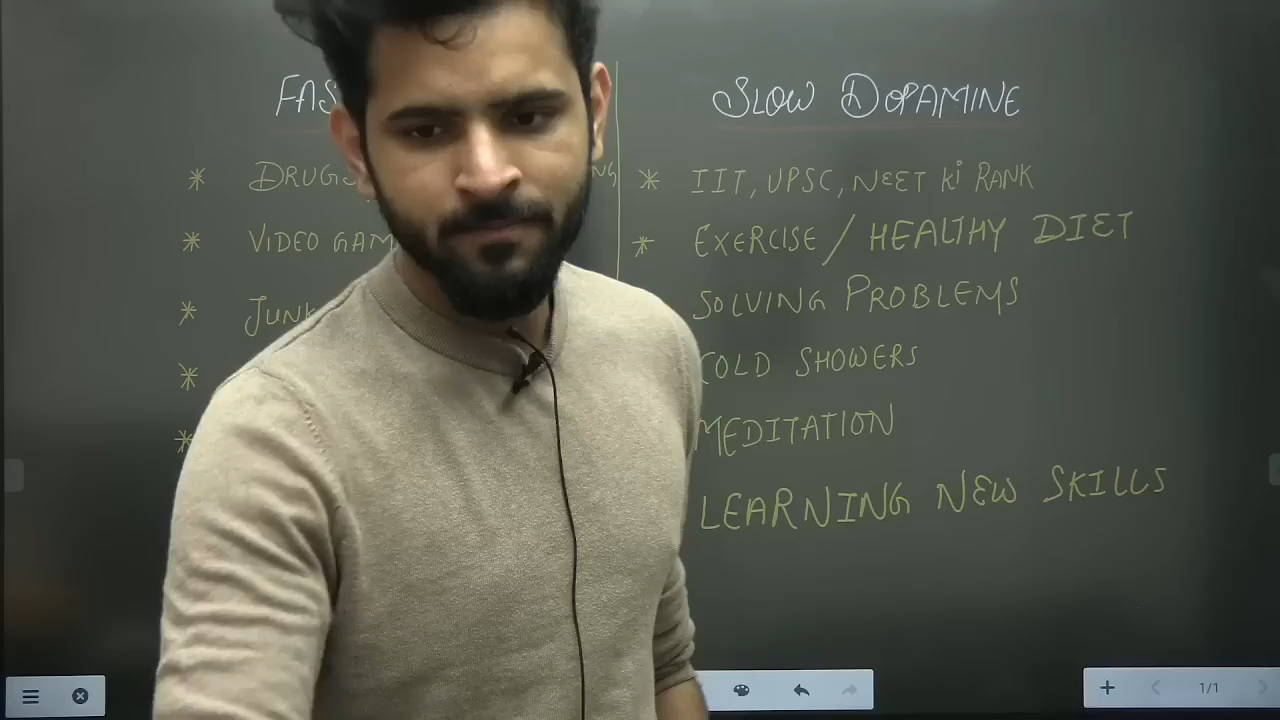 SLOW DOPAMINE
* DRUGS
* VIDEO GAM
* JUNK
*
*
* IIT, UPSC, NEET Ki RANK
* EXERCISE / HEALTHY DIET
SOLVING PROBLEMS
COLD SHOWERS
MEDITATION
LEARNING NEW SKILLS
1/1